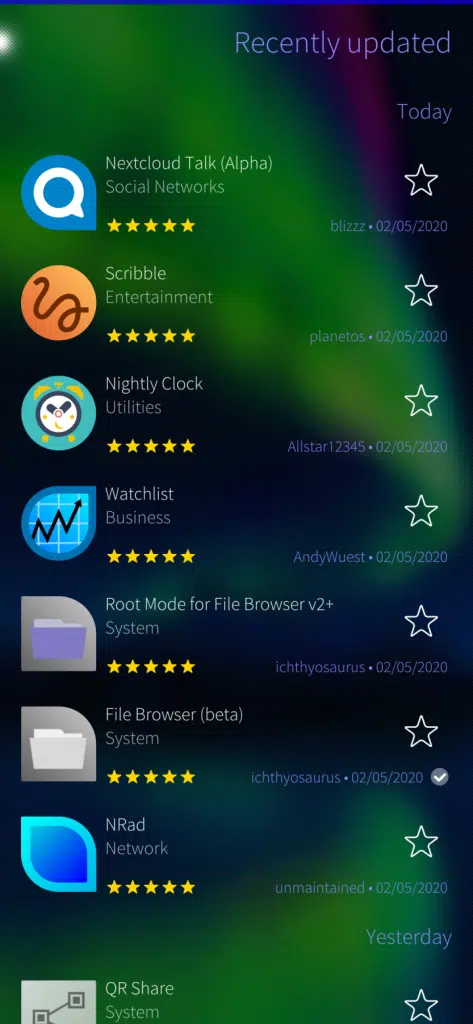 Recently updated
Today
Nextcloud Talk (Alpha)
Social Networks
blizzz • 02/05/2020
Scribble
Entertainment
planetos • 02/05/2020
Nightly Clock
Utilities
Allstar12345 • 02/05/2020
Watchlist
Business
AndyWuest • 02/05/2020
Root Mode for File Browser v2+
System
ichthyosaurus • 02/05/2020
File Browser (beta)
System
ichthyosaurus • 02/05/2020
NRad
Network
unmaintained • 02/05/2020
Yesterday
QR Share
System